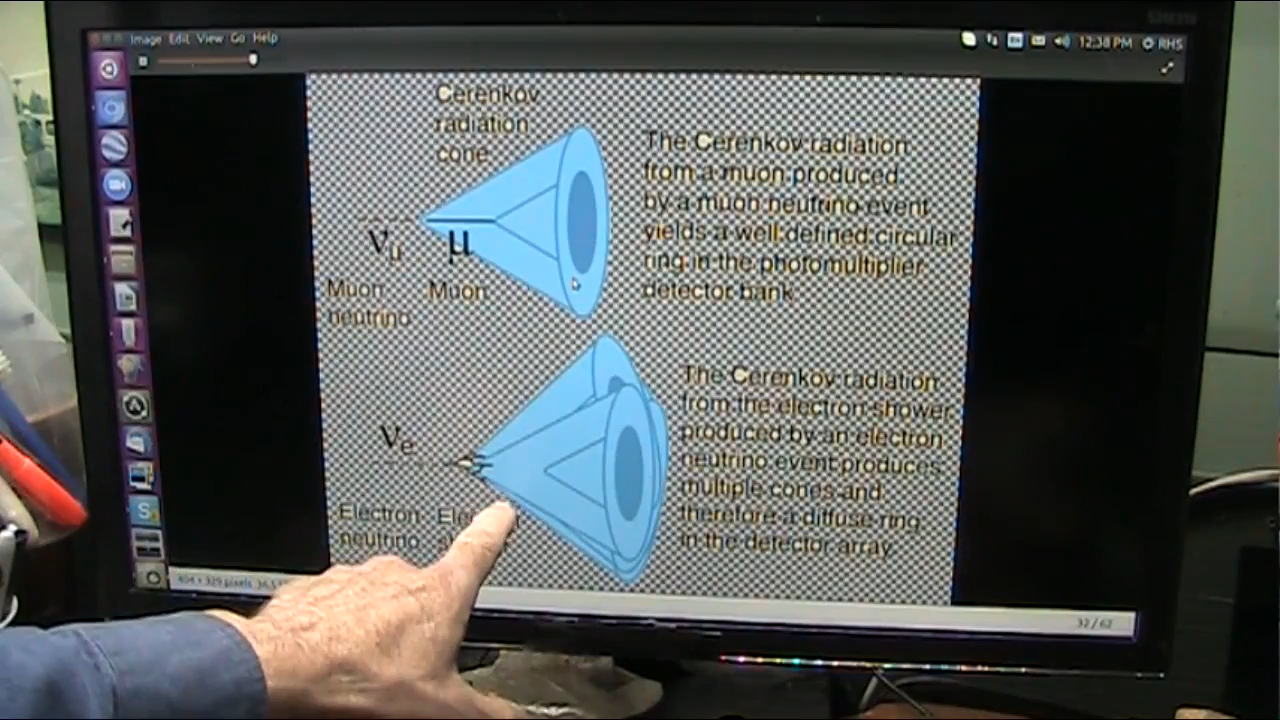 Image Edit View Go Help
12:38 PM RHS
Cerenkov
radiation
cone
The Cerenkov radiation
from a muon produced
by a muon neutrino event
yields a well defined circular
ring in the photomultiplier
detector bank.
νμ
μ
Muon
neutrino
Muon
The Cerenkov radiation
from the electron shower
produced by an electron
neutrino event produces
multiple cones and
therefore a diffuse ring
in the detector array.
νe
Electron
neutrino
404 × 329 pixels
32 / 62